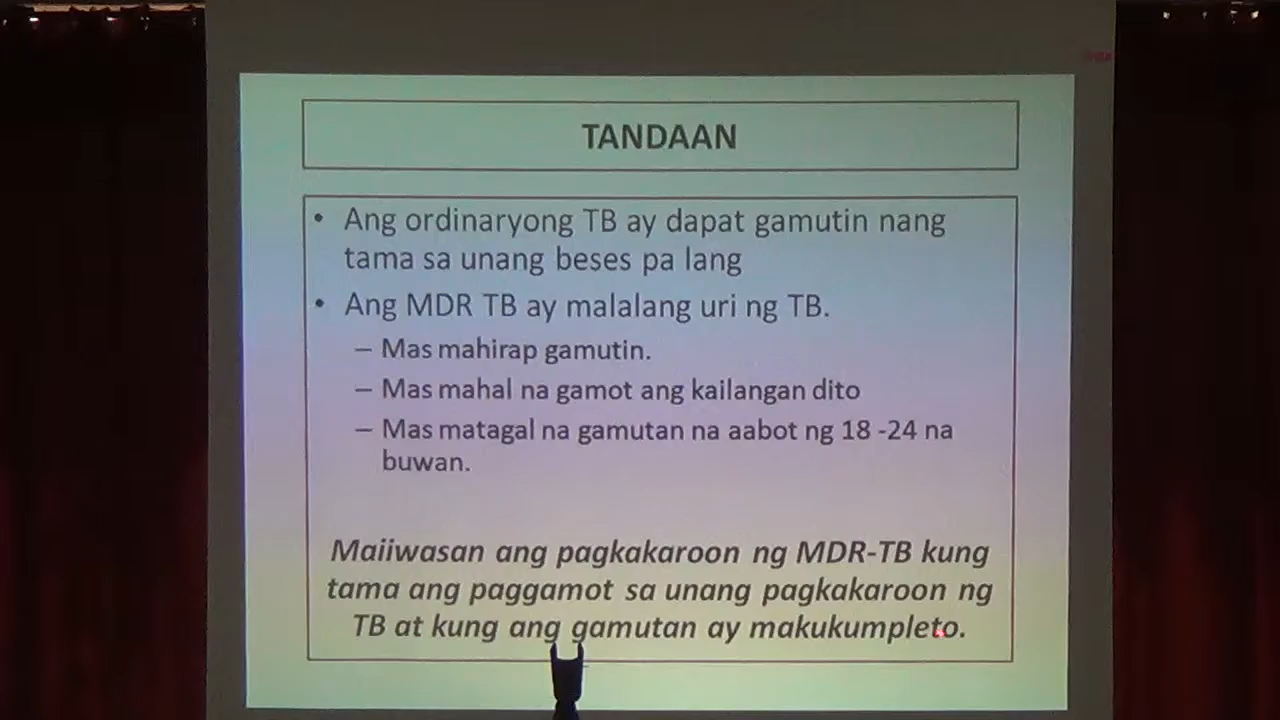 TANDAAN
• Ang ordinaryong TB ay dapat gamutin nang
tama sa unang beses pa lang
• Ang MDR TB ay malalang uri ng TB.
– Mas mahirap gamutin.
– Mas mahal na gamot ang kailangan dito
– Mas matagal na gamutan na aabot ng 18 -24 na
buwan.
Maiiwasan ang pagkakaroon ng MDR-TB kung
tama ang paggamot sa unang pagkakaroon ng
TB at kung ang gamutan ay makukumpleto.